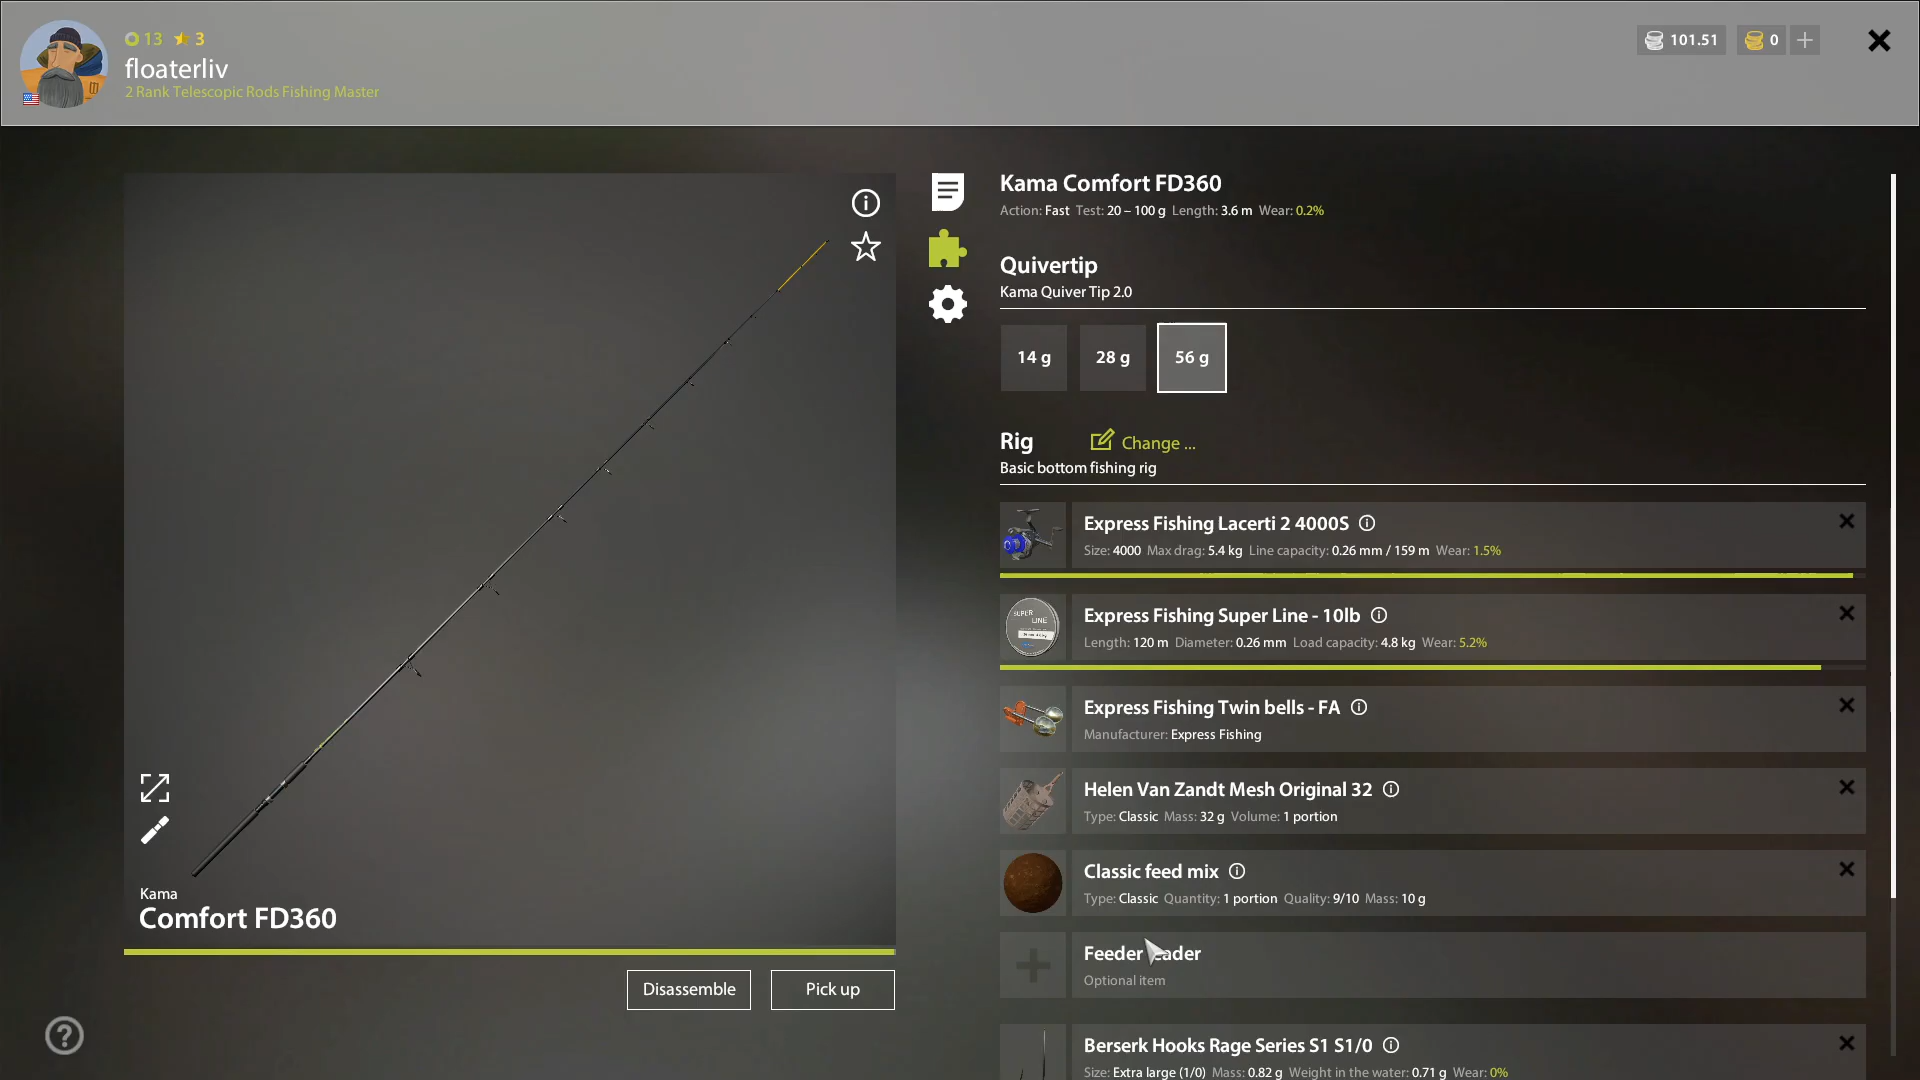 13 3
floaterliv
2 Rank Telescopic Rods Fishing Master
101.51
0
Kama Comfort FD360
Action: Fast Test: 20 – 100 g Length: 3.6 m Wear: 0.2%
Quivertip
Kama Quiver Tip 2.0
14 g
28 g
56 g
Rig
Change ...
Basic bottom fishing rig
Express Fishing Lacerti 2 4000S
Size: 4000 Max drag: 5.4 kg Line capacity: 0.26 mm / 159 m Wear: 1.5%
SUPER
LINE
Express Fishing Super Line - 10lb
Length: 120 m Diameter: 0.26 mm Load capacity: 4.8 kg Wear: 5.2%
Express Fishing Twin bells - FA
Manufacturer: Express Fishing
Helen Van Zandt Mesh Original 32
Type: Classic Mass: 32 g Volume: 1 portion
Classic feed mix
Type: Classic Quantity: 1 portion Quality: 9/10 Mass: 10 g
Feeder leader
Optional item
Berserk Hooks Rage Series S1 S1/0
Size: Extra large (1/0) Mass: 0.82 g Weight in the water: 0.71 g Wear: 0%
Kama
Comfort FD360
Disassemble
Pick up
?